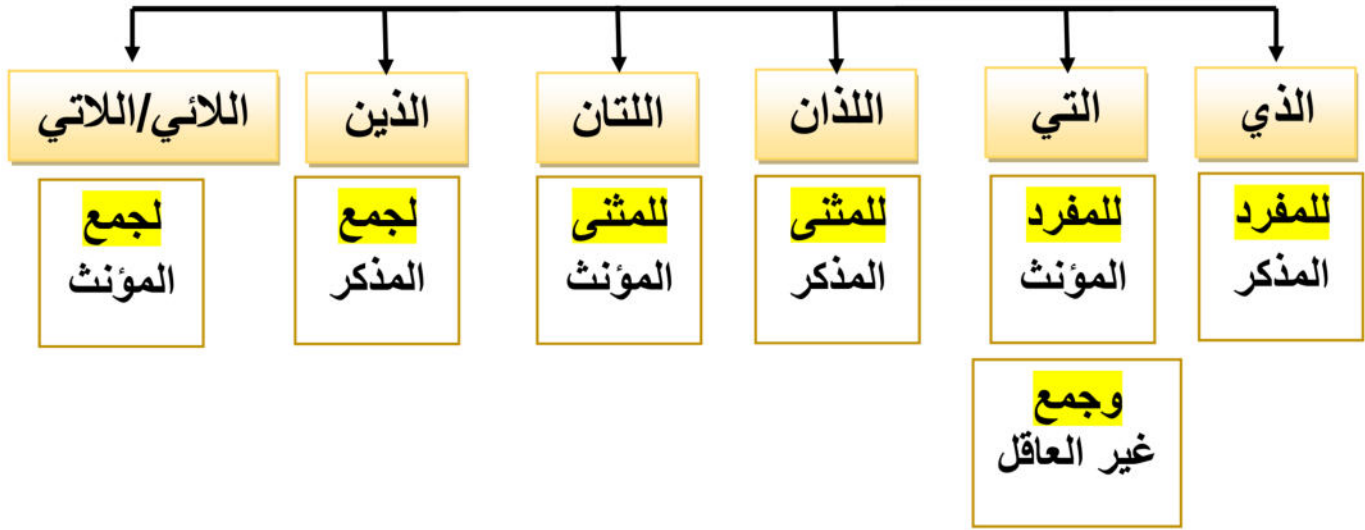 الذي
التي
اللذان
اللتان
الذين
اللائي/اللاتي
للمفرد
المذكر
للمفرد
المؤنث
للمثنى
المذكر
للمثنى
المؤنث
لجمع
المذكر
لجمع
المؤنث
وجمع
غير العاقل